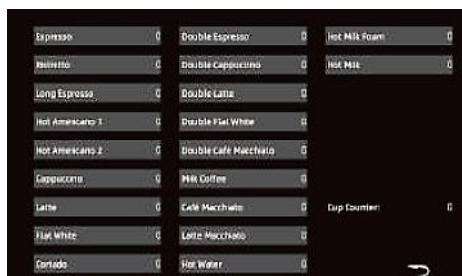 Espresso 0
Ristretto 0
Long Espresso 0
Hot Americano 1 0
Hot Americano 2 0
Cappuccino 0
Latte 0
Flat White 0
Cortado 0
Double Espresso 0
Double Cappuccino 0
Double Latte 0
Double Flat White 0
Double Café Macchiato 0
Milk Coffee 0
Café Macchiato 0
Latte Macchiato 0
Hot Water 0
Hot Milk Foam 0
Hot Milk 0
Cup Counter: 0